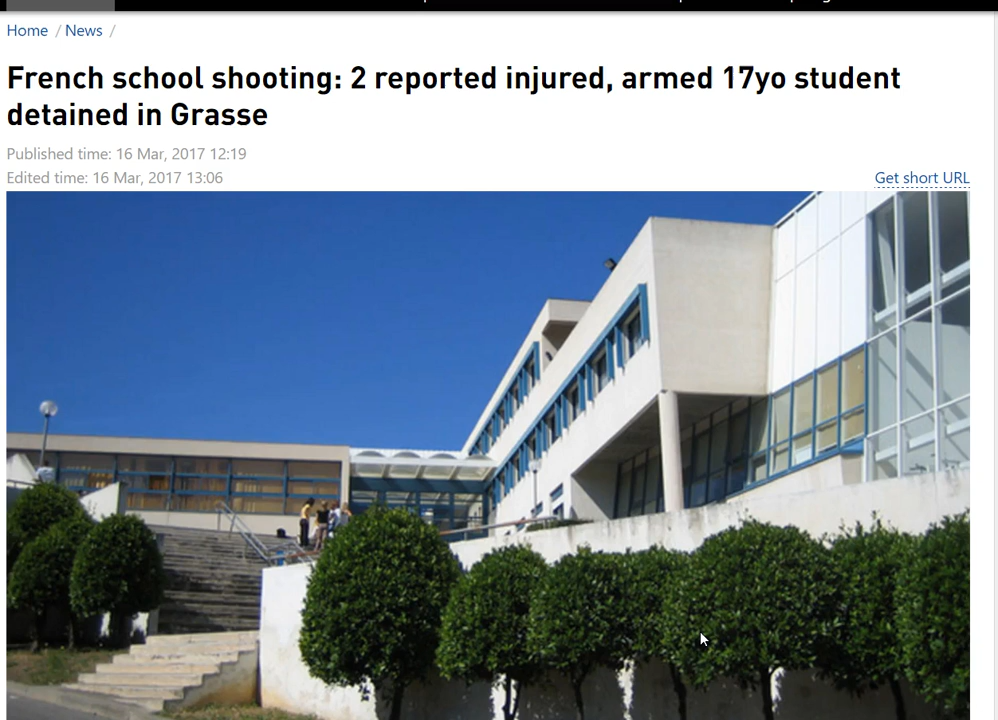 Home / News /
French school shooting: 2 reported injured, armed 17yo student
detained in Grasse
Published time: 16 Mar, 2017 12:19
Edited time: 16 Mar, 2017 13:06
Get short URL